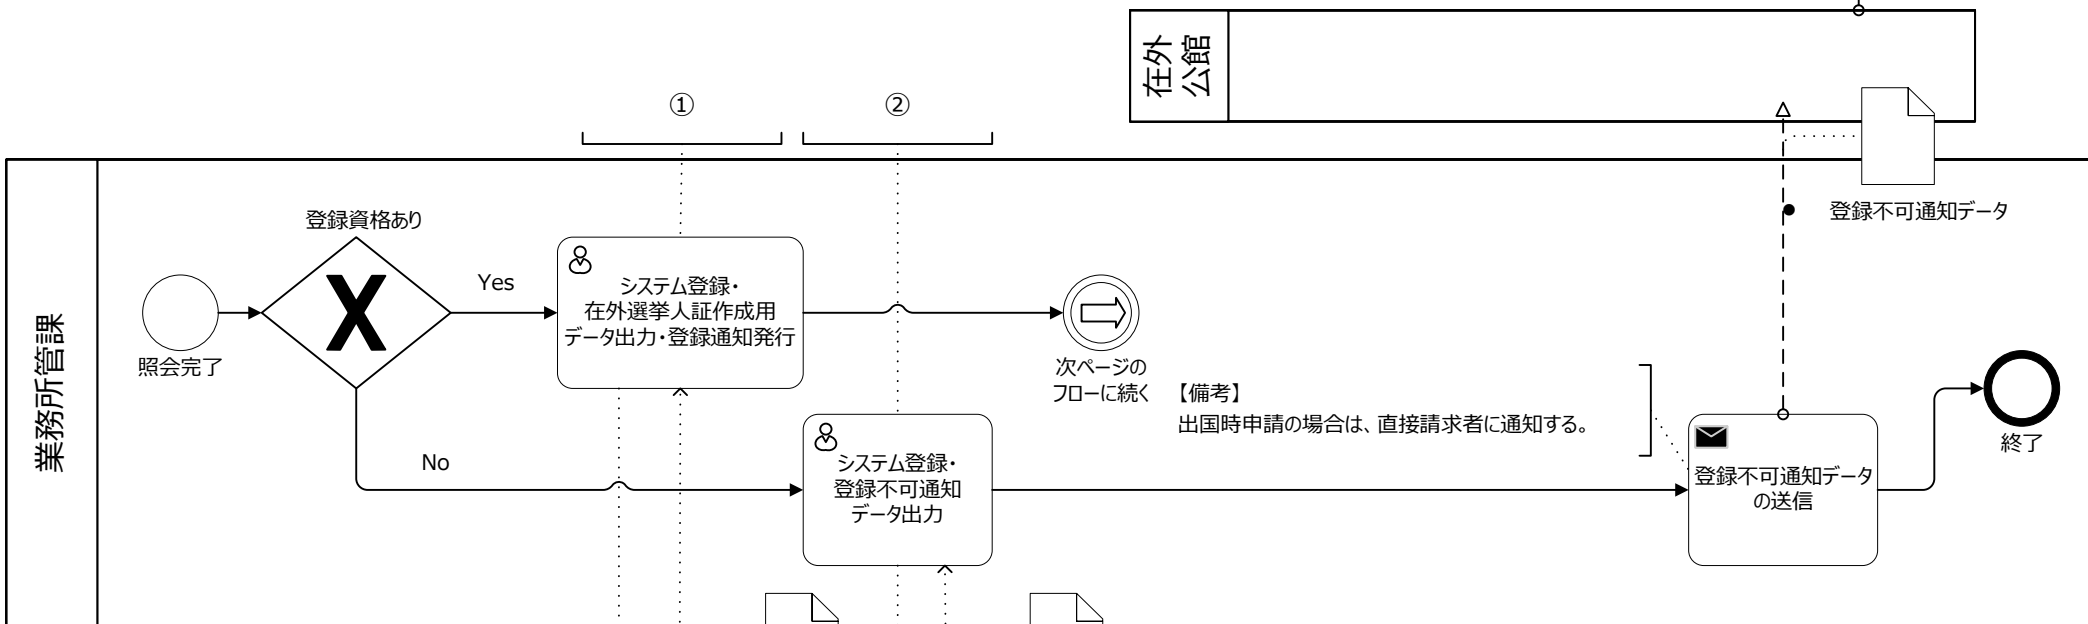 在外
公館
①
②
登録不可通知データ
業務所管課
登録資格あり
照会完了
Yes
No
システム登録・
在外選挙人証作成用
データ出力・登録通知発行
次ページの
フローに続く
【備考】
出国時申請の場合は、直接請求者に通知する。
システム登録・
登録不可通知
データ出力
登録不可通知データ
の送信
終了